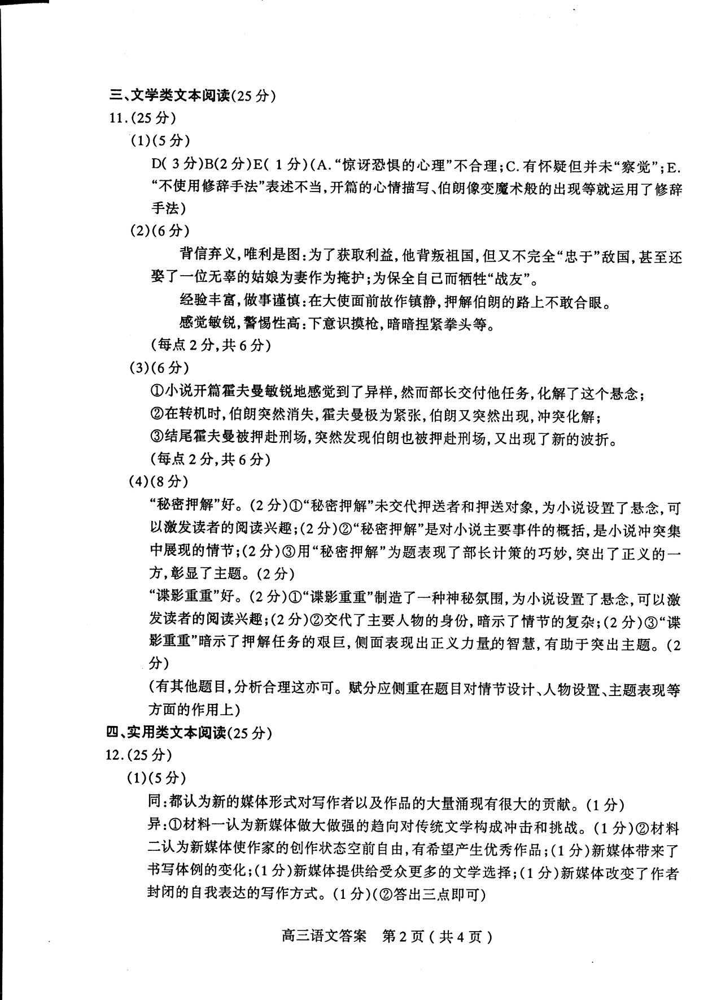 三、文学类文本阅读(25 分)
11.(25 分)
(1)(5 分)
D( 3 分)B(2 分)E( 1 分)(A.“惊讶恐惧的心理”不合理;C.有怀疑但并未“察觉”;E.
“不使用修辞手法”表述不当,开篇的心情描写、伯朗像变魔术般的出现等就运用了修辞
手法)
(2)(6 分)
背信弃义,唯利是图:为了获取利益,他背叛祖国,但又不完全“忠于”敌国,甚至还
娶了一位无辜的姑娘为妻作为掩护;为保全自己而牺牲“战友”。
经验丰富,做事谨慎:在大使面前故作镇静,押解伯朗的路上不敢合眼。
感觉敏锐,警惕性高:下意识摸枪,暗暗捏紧拳头等。
(每点 2 分,共 6 分)
(3)(6 分)
①小说开篇霍夫曼敏锐地感觉到了异样,然而部长交付他任务,化解了这个悬念;
②在转机时,伯朗突然消失,霍夫曼极为紧张,伯朗又突然出现,冲突化解;
③结尾霍夫曼被押赴刑场,突然发现伯朗也被押赴刑场,又出现了新的波折。
(每点 2 分,共 6 分)
(4)(8 分)
“秘密押解”好。(2 分)①“秘密押解”未交代押送者和押送对象,为小说设置了悬念,可
以激发读者的阅读兴趣;(2 分)②“秘密押解”是对小说主要事件的概括,是小说冲突集
中展现的情节;(2 分)③用“秘密押解”为题表现了部长计策的巧妙,突出了正义的一
方,彰显了主题。(2 分)
“谍影重重”好。(2 分)①“谍影重重”制造了一种神秘氛围,为小说设置了悬念,可以激
发读者的阅读兴趣;(2 分)②交代了主要人物的身份,暗示了情节的复杂;(2 分)③“谍
影重重”暗示了押解任务的艰巨,侧面表现出正义力量的智慧,有助于突出主题。(2
分)
(有其他题目,分析合理这亦可。赋分应侧重在题目对情节设计、人物设置、主题表现等
方面的作用上)
四、实用类文本阅读(25 分)
12.(25 分)
(1)(5 分)
同:都认为新的媒体形式对写作者以及作品的大量涌现有很大的贡献。(1 分)
异:①材料一认为新媒体做大做强的趋向对传统文学构成冲击和挑战。(1 分)②材料
二认为新媒体使作家的创作状态空前自由,有希望产生优秀作品;(1 分)新媒体带来了
书写体例的变化;(1 分)新媒体提供给受众更多的文学选择;(1 分)新媒体改变了作者
封闭的自我表达的写作方式。(1 分)(②答出三点即可)
高三语文答案 第 2 页 ( 共 4 页 )